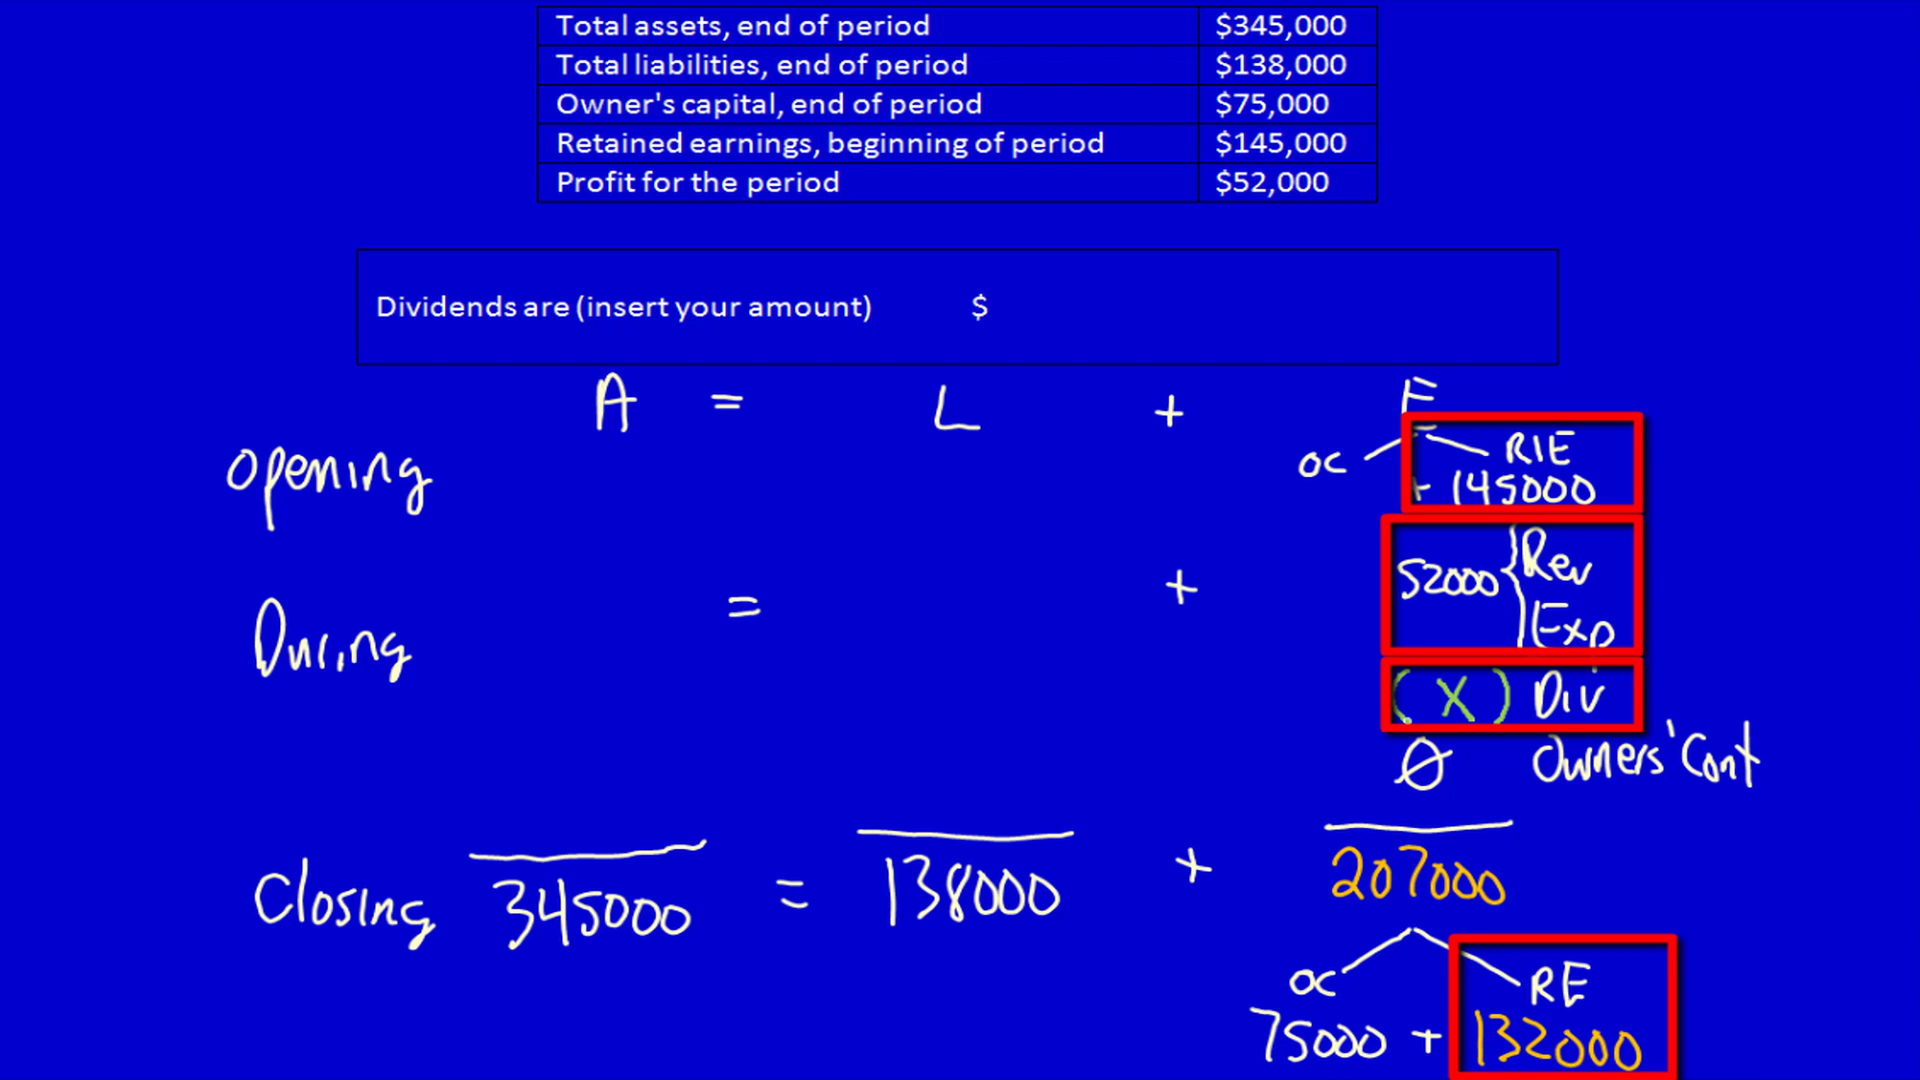 Total assets, end of period $345,000
Total liabilities, end of period $138,000
Owner's capital, end of period $75,000
Retained earnings, beginning of period $145,000
Profit for the period $52,000
Dividends are (insert your amount) $
A = L + E
Opening OC R/E
+ 145000
52000 { Rev
Exp
During = +
( X ) Div
Ø Owners' Cont
Closing 345000 = 138000 + 207000
OC RE
75000 + 132000